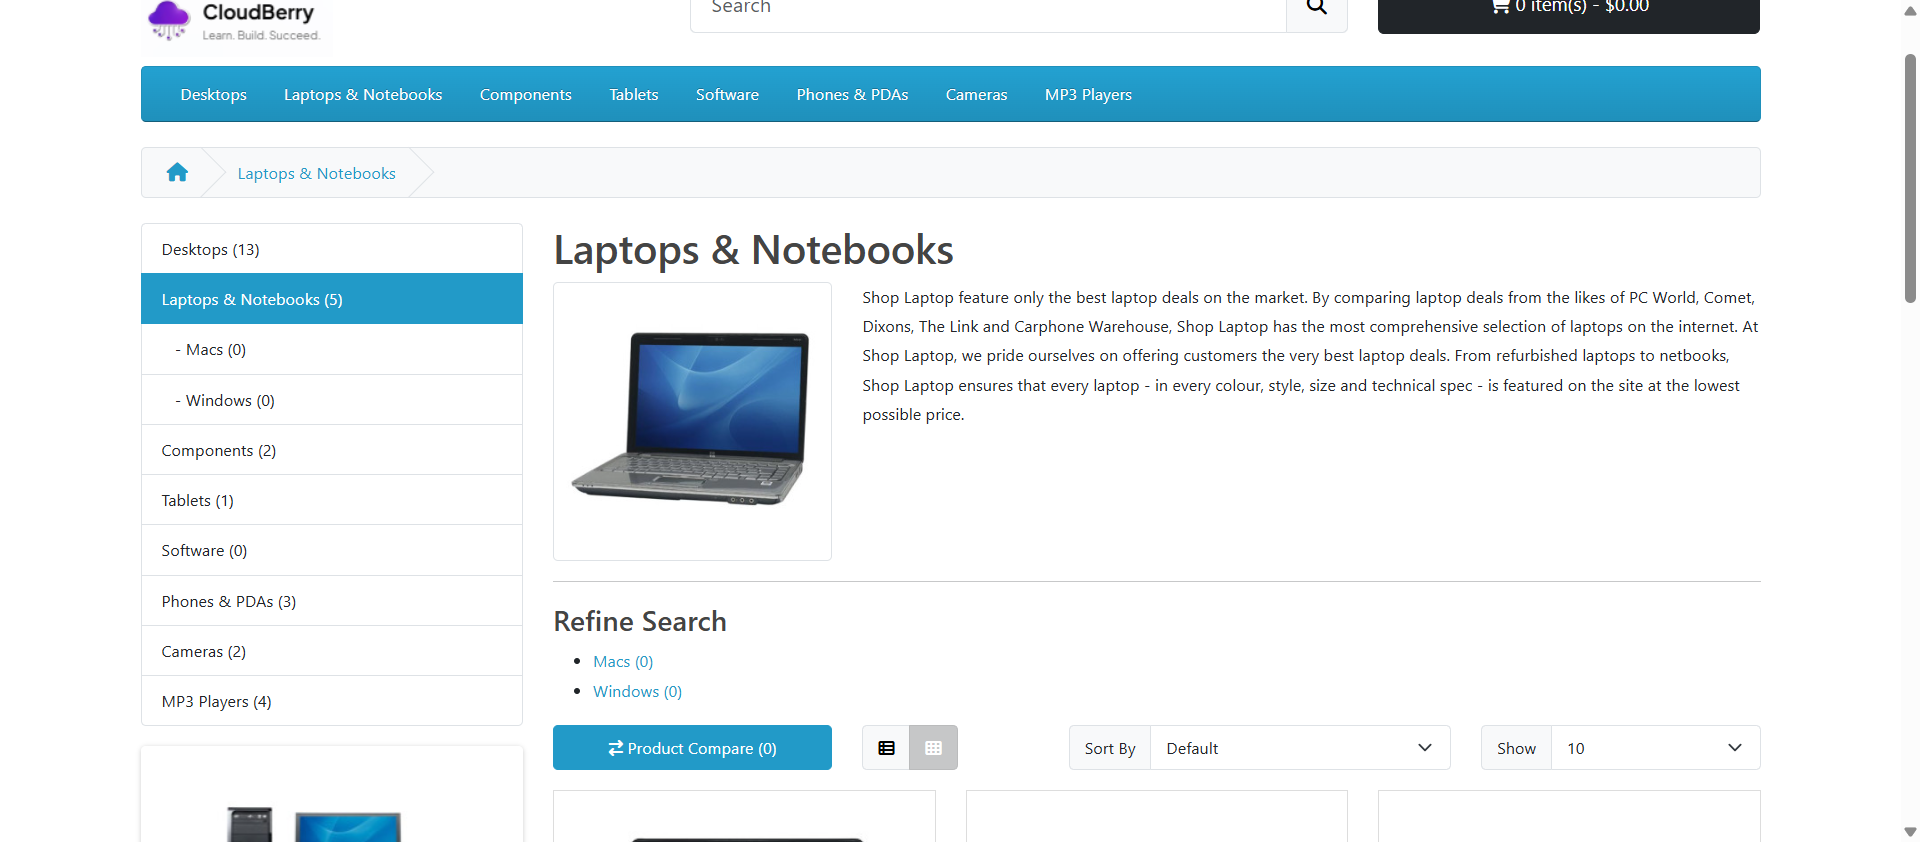 CloudBerry
Learn. Build. Succeed.
Search
0 item(s) - $0.00
Desktops
Laptops & Notebooks
Components
Tablets
Software
Phones & PDAs
Cameras
MP3 Players
Laptops & Notebooks
Desktops (13)
Laptops & Notebooks (5)
- Macs (0)
- Windows (0)
Components (2)
Tablets (1)
Software (0)
Phones & PDAs (3)
Cameras (2)
MP3 Players (4)
Laptops & Notebooks
Shop Laptop feature only the best laptop deals on the market. By comparing laptop deals from the likes of PC World, Comet,
Dixons, The Link and Carphone Warehouse, Shop Laptop has the most comprehensive selection of laptops on the internet. At
Shop Laptop, we pride ourselves on offering customers the very best laptop deals. From refurbished laptops to netbooks,
Shop Laptop ensures that every laptop - in every colour, style, size and technical spec - is featured on the site at the lowest
possible price.
Refine Search
Macs (0)
Windows (0)
Product Compare (0)
Sort By
Default
Show
10